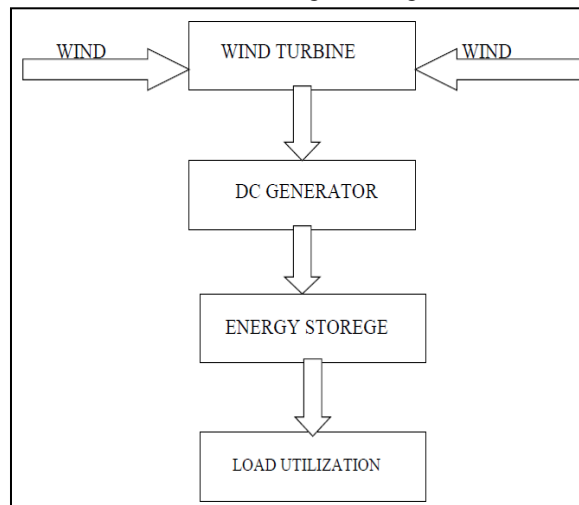 WIND
WIND TURBINE
WIND
DC GENERATOR
ENERGY STOREGE
LOAD UTILIZATION